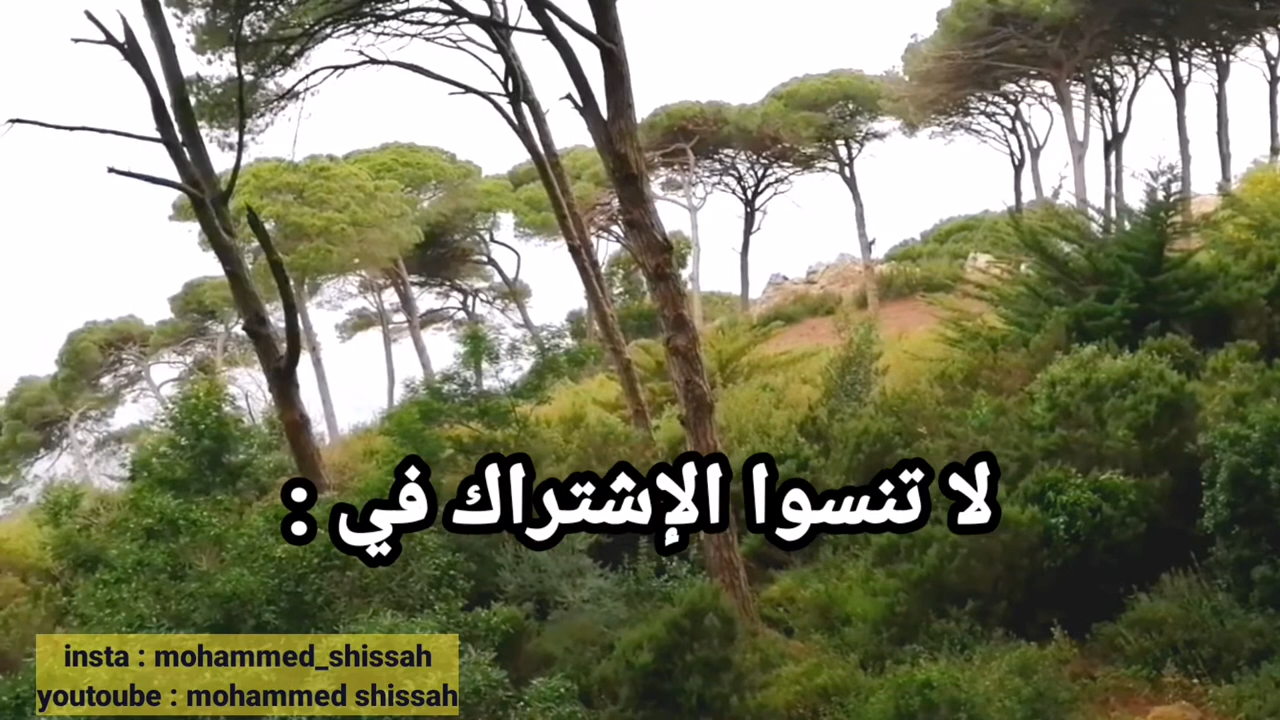 لا تنسوا الإشتراك في :
insta : mohammed_shissah
youtoube : mohammed shissah